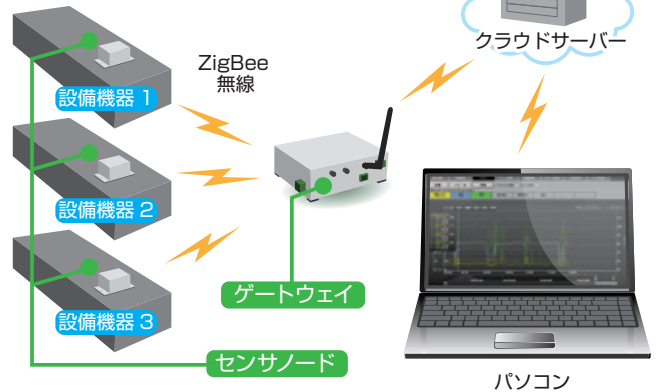 クラウドサーバー
ZigBee
無線
設備機器 1
設備機器 2
設備機器 3
ゲートウェイ
センサノード
パソコン